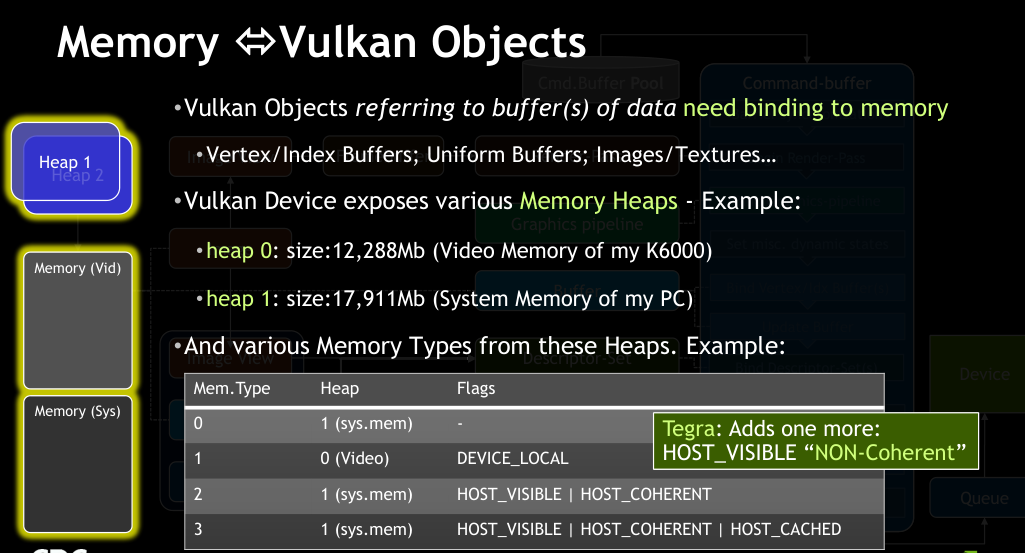 Memory ⬄Vulkan Objects
Cmd.Buffer Pool
Command-buffer
•Vulkan Objects referring to buffer(s) of data need binding to memory
Heap 1
Heap 2
•Vertex/Index Buffers; Uniform Buffers; Images/Textures…
•Vulkan Device exposes various Memory Heaps - Example:
Graphics pipeline
•heap 0: size:12,288Mb (Video Memory of my K6000)
Memory (Vid)
•heap 1: size:17,911Mb (System Memory of my PC)
•And various Memory Types from these Heaps. Example:
Image View
Descriptor-Set
Device
Mem.Type Heap Flags
Memory (Sys)
0 1 (sys.mem) -
Tegra: Adds one more:
HOST_VISIBLE “NON-Coherent”
1 0 (Video) DEVICE_LOCAL
2 1 (sys.mem) HOST_VISIBLE | HOST_COHERENT
Queue
3 1 (sys.mem) HOST_VISIBLE | HOST_COHERENT | HOST_CACHED